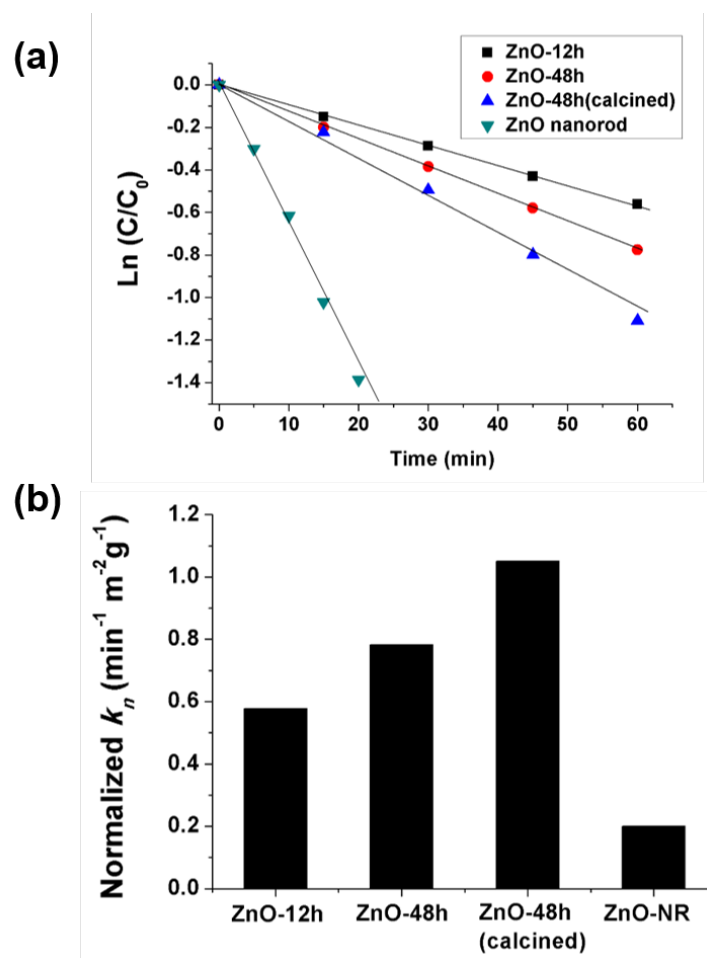 (a)
ZnO-12h
ZnO-48h
ZnO-48h(calcined)
ZnO nanorod
0.0
-0.2
-0.4
-0.6
-0.8
-1.0
-1.2
-1.4
Ln (C/C₀)
0 10 20 30 40 50 60
Time (min)
(b)
1.2
1.0
0.8
0.6
0.4
0.2
0.0
Normalized kₙ (min⁻¹ m⁻²g⁻¹)
ZnO-12h ZnO-48h ZnO-48h ZnO-NR
(calcined)